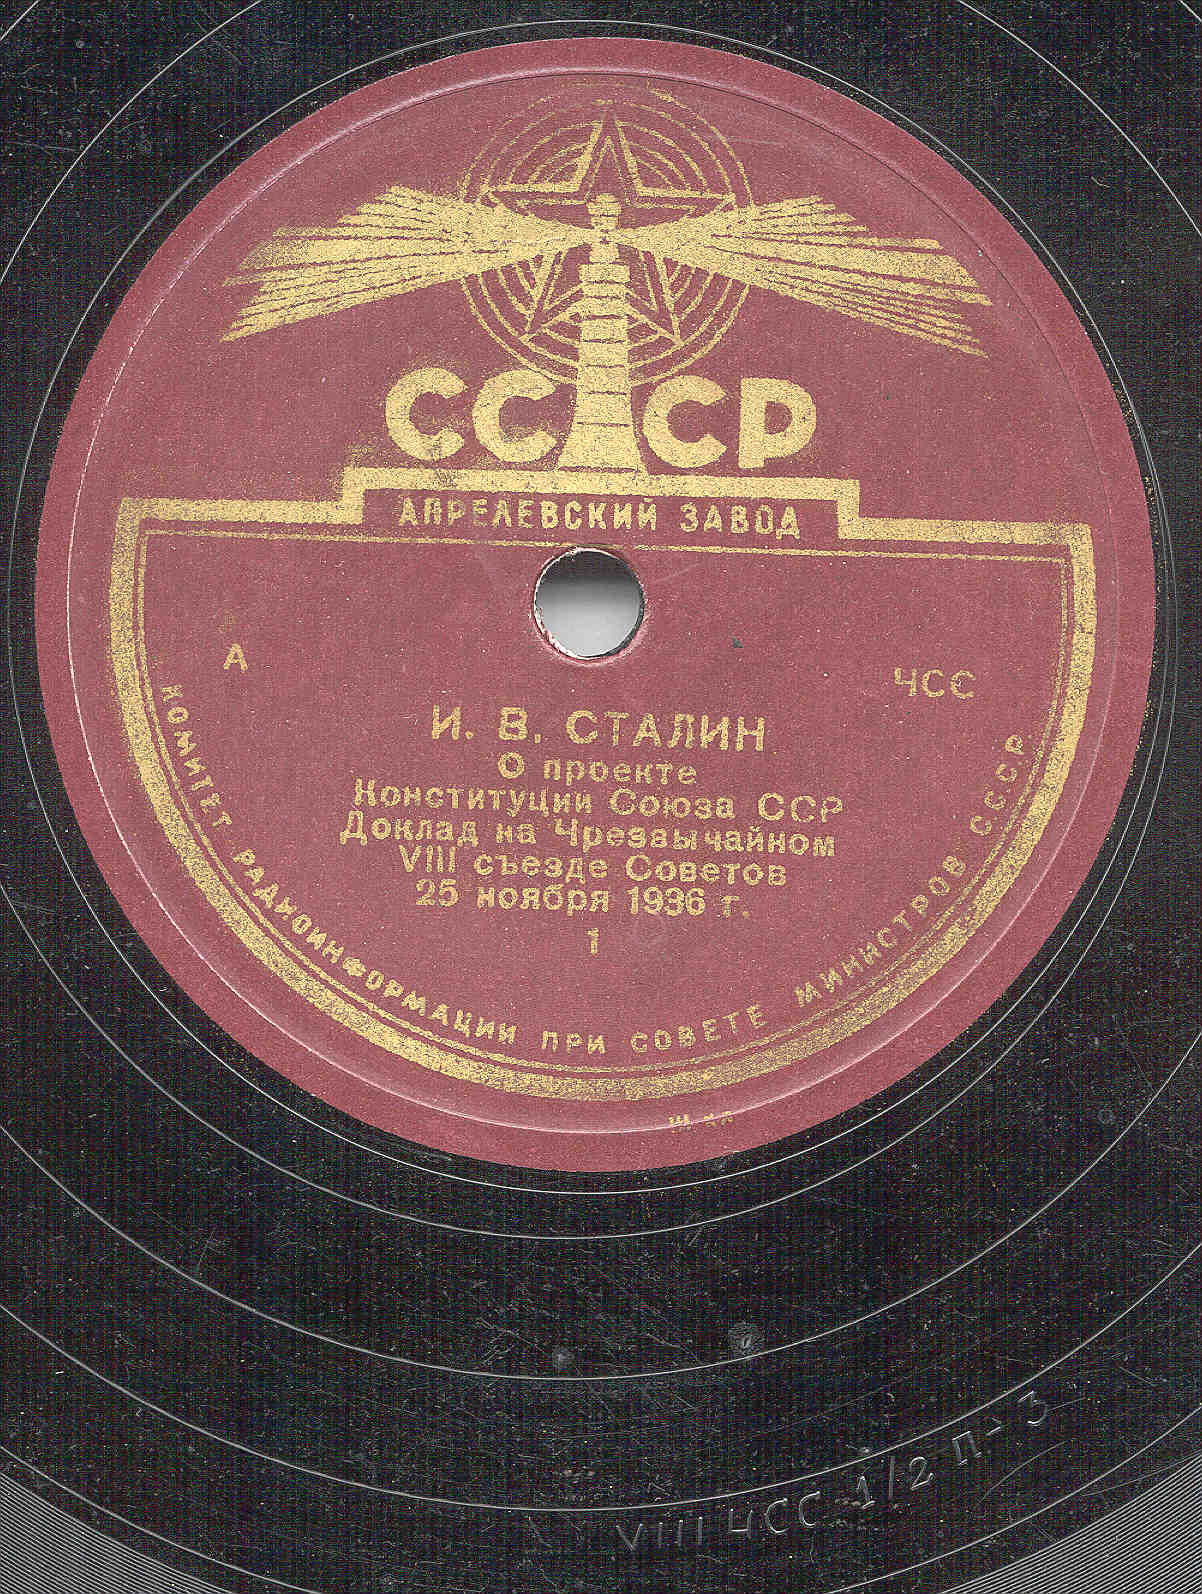 СССР
АПРЕЛЕВСКИЙ ЗАВОД
А
ЧСС
И. В. СТАЛИН
О проекте
Конституции Союза ССР
Доклад на Чрезвычайном
VIII съезде Советов
25 ноября 1936 г.
1
КОМИТЕТ РАДИОИНФОРМАЦИИ ПРИ СОВЕТЕ МИНИСТРОВ СССР
VIII ЧСС-1/2 П-3